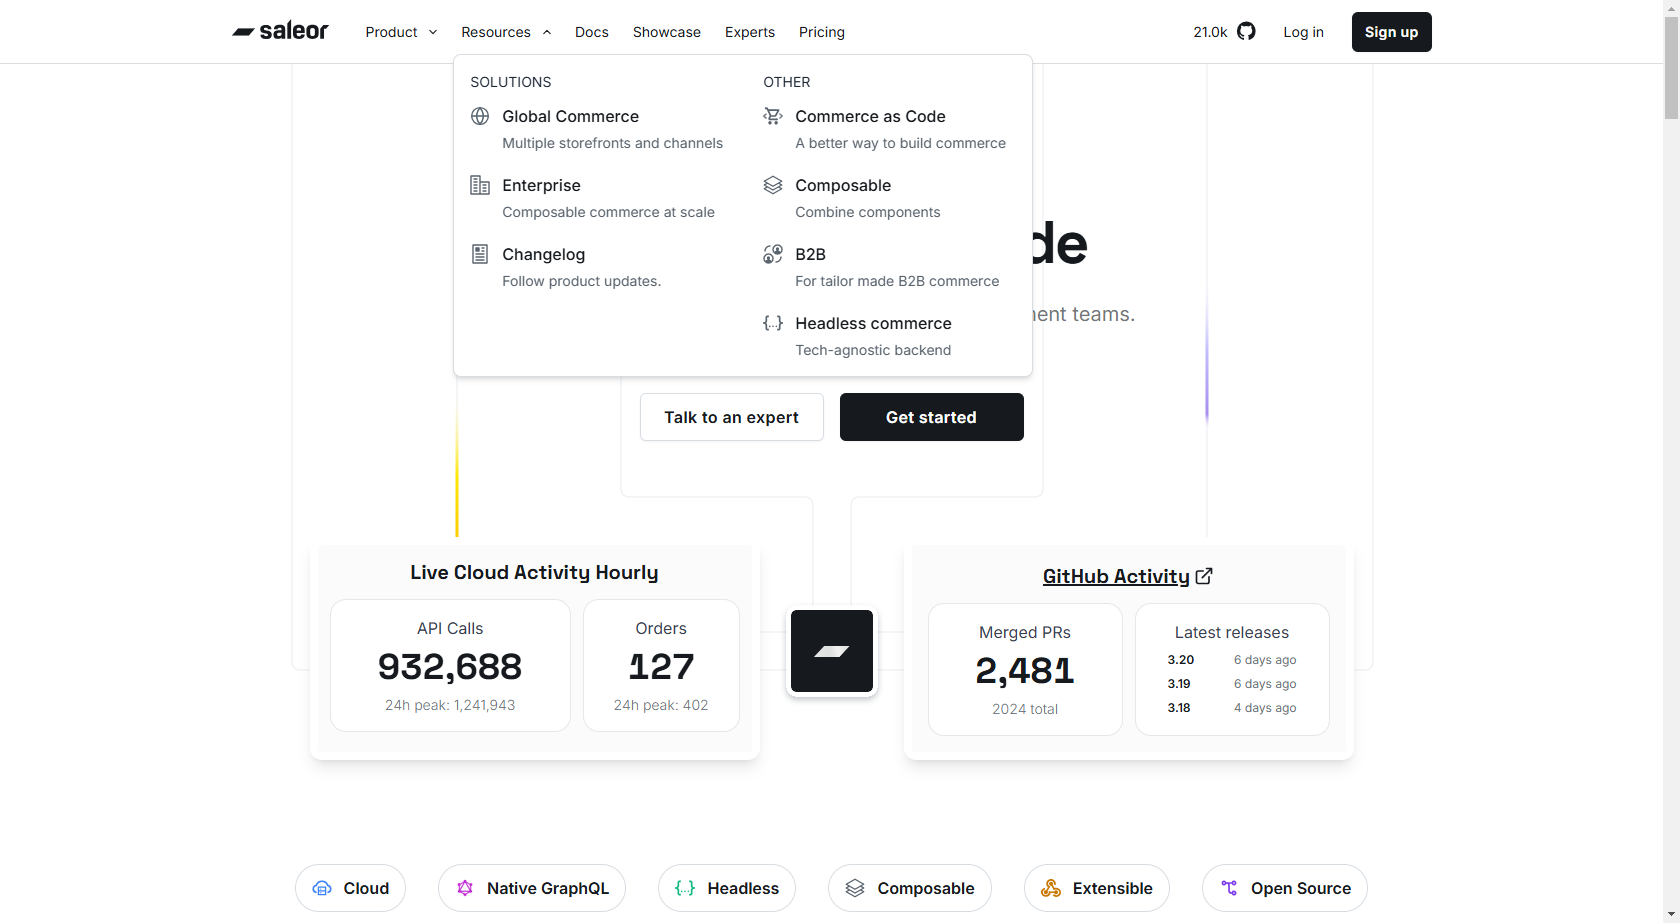 saleor
Product
Resources
Docs
Showcase
Experts
Pricing
21.0k
Log in
Sign up
SOLUTIONS
Global Commerce
Multiple storefronts and channels
Enterprise
Composable commerce at scale
Changelog
Follow product updates.
OTHER
Commerce as Code
A better way to build commerce
Composable
Combine components
B2B
For tailor made B2B commerce
Headless commerce
Tech-agnostic backend
teams.
Talk to an expert
Get started
Live Cloud Activity Hourly
API Calls
932,688
24h peak: 1,241,943
Orders
127
24h peak: 402
GitHub Activity
Merged PRs
2,481
2024 total
Latest releases
3.20 6 days ago
3.19 6 days ago
3.18 4 days ago
Cloud
Native GraphQL
Headless
Composable
Extensible
Open Source